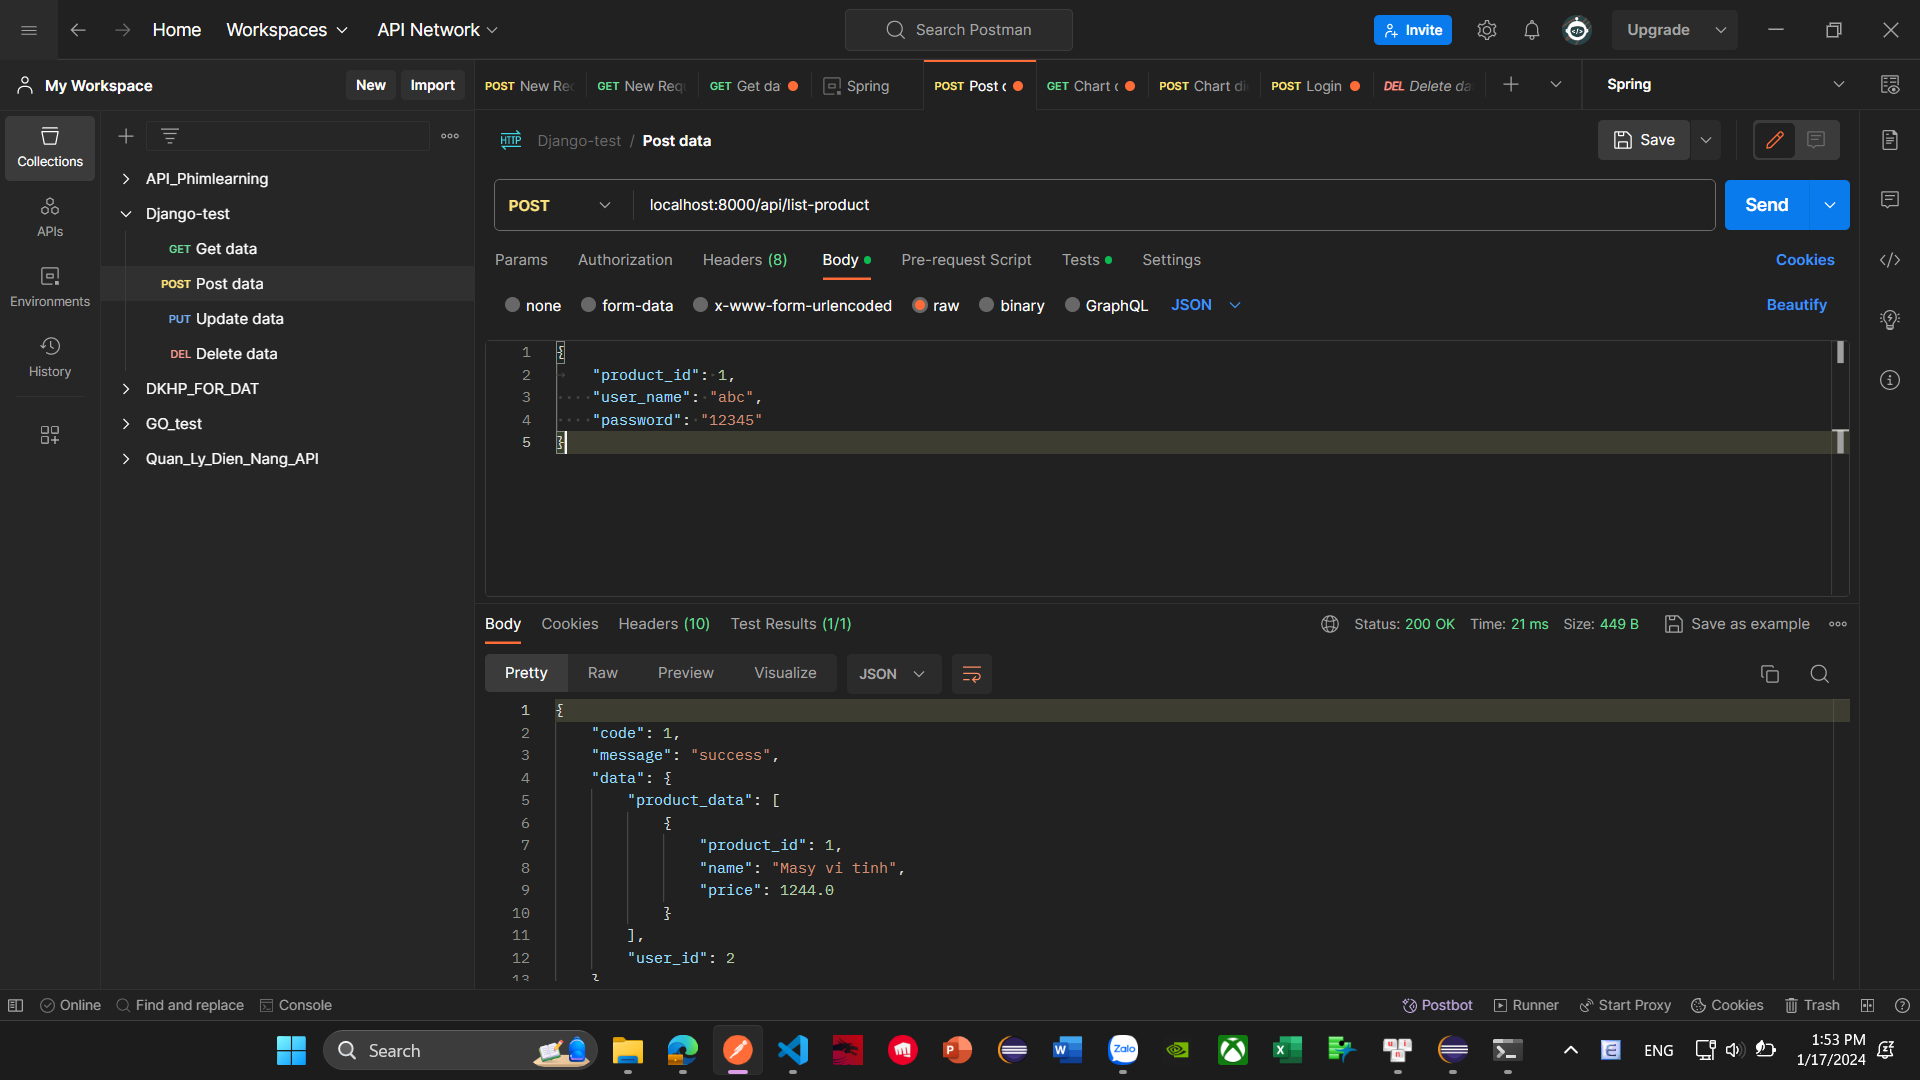 Home
Workspaces
API Network
Search Postman
Invite
Upgrade
My Workspace
New
Import
POST New Rec
GET New Requ
GET Get da
Spring
POST Post
GET Chart
POST Chart di
POST Login
DEL Delete da
Spring
Collections
APIs
Environments
History
API_Phimlearning
Django-test
GET Get data
POST Post data
PUT Update data
DEL Delete data
DKHP_FOR_DAT
GO_test
Quan_Ly_Dien_Nang_API
HTTP Django-test / Post data
Save
POST
localhost:8000/api/list-product
Send
Params
Authorization
Headers (8)
Body
Pre-request Script
Tests
Settings
Cookies
none
form-data
x-www-form-urlencoded
raw
binary
GraphQL
JSON
Beautify
1 {
2 "product_id": 1,
3 "user_name": "abc",
4 "password": "12345"
5 }
Body
Cookies
Headers (10)
Test Results (1/1)
Status: 200 OK
Time: 21 ms
Size: 449 B
Save as example
Pretty
Raw
Preview
Visualize
JSON
1 {
2 "code": 1,
3 "message": "success",
4 "data": {
5 "product_data": [
6 {
7 "product_id": 1,
8 "name": "Masy vi tinh",
9 "price": 1244.0
10 }
11 ],
12 "user_id": 2
13 }
Online
Find and replace
Console
Postbot
Runner
Start Proxy
Cookies
Trash
Search
Zalo
ENG
1:53 PM
1/17/2024